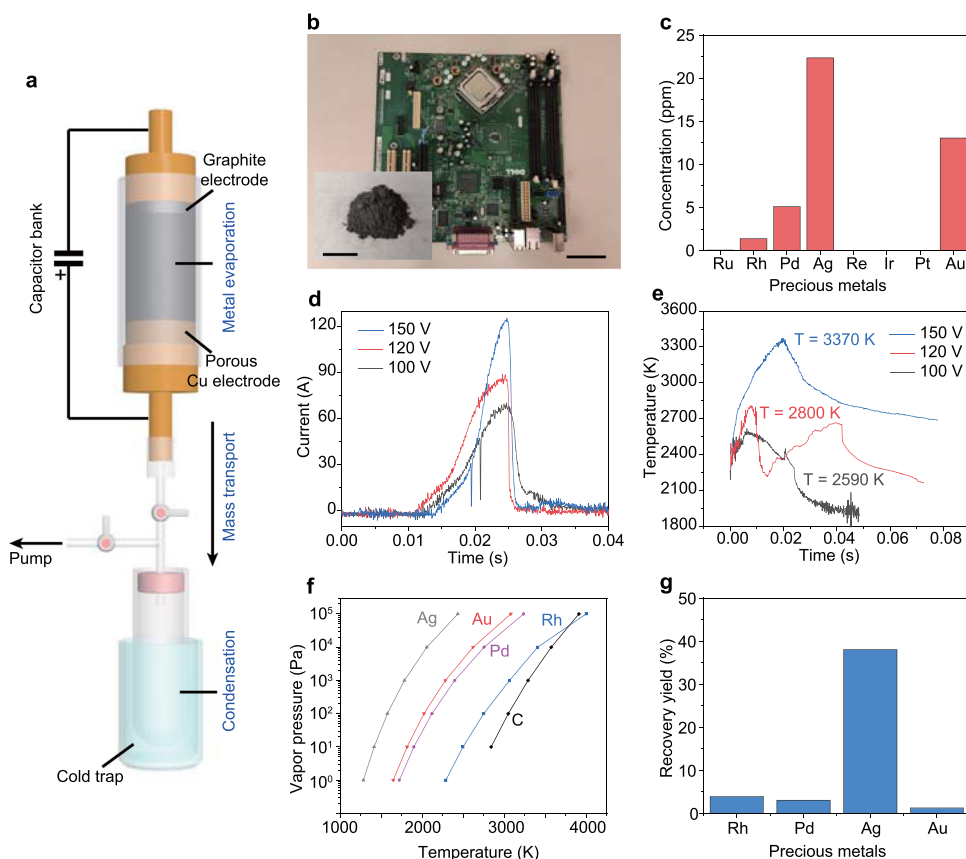 a
Graphite
electrode
Capacitor bank
+
Metal evaporation
Porous
Cu electrode
Mass transport
Pump
Condensation
Cold trap
b
DELL
c
Concentration (ppm)
25
20
15
10
5
0
Ru Rh Pd Ag Re Ir Pt Au
Precious metals
d
Current (A)
120
90
60
30
0
150 V
120 V
100 V
0.00 0.01 0.02 0.03 0.04
Time (s)
e
Temperature (K)
3600
3300
3000
2700
2400
2100
1800
150 V
120 V
100 V
T = 3370 K
T = 2800 K
T = 2590 K
0.00 0.02 0.04 0.06 0.08
Time (s)
f
Vapor pressure (Pa)
10⁵
10⁴
10³
10²
10¹
10⁰
Ag
Au
Pd
Rh
C
1000 2000 3000 4000
Temperature (K)
g
Recovery yield (%)
50
40
30
20
10
0
Rh Pd Ag Au
Precious metals